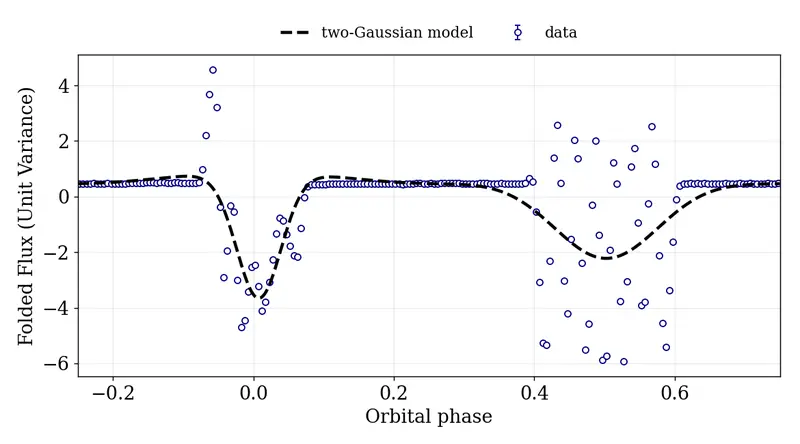 two-Gaussian model data
Folded Flux (Unit Variance)
4
2
0
−2
−4
−6
−0.2 0.0 0.2 0.4 0.6
Orbital phase